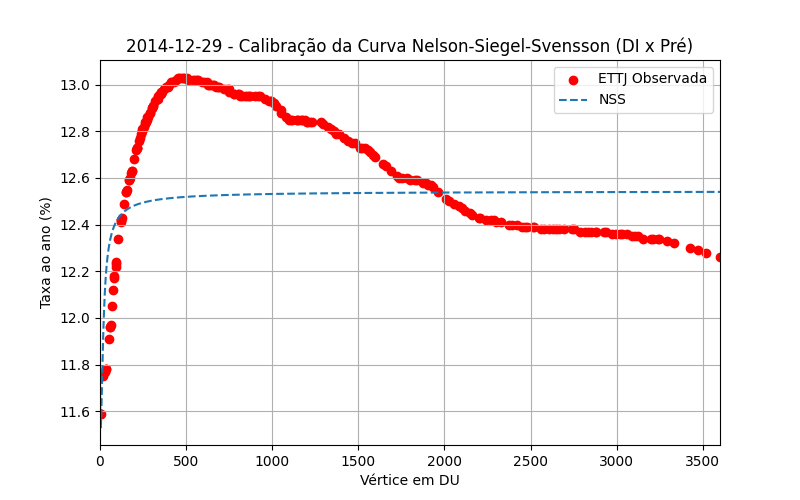 2014-12-29 - Calibração da Curva Nelson-Siegel-Svensson (DI x Pré)
ETTJ Observada
NSS
Taxa ao ano (%)
13.0
12.8
12.6
12.4
12.2
12.0
11.8
11.6
0 500 1000 1500 2000 2500 3000 3500
Vértice em DU